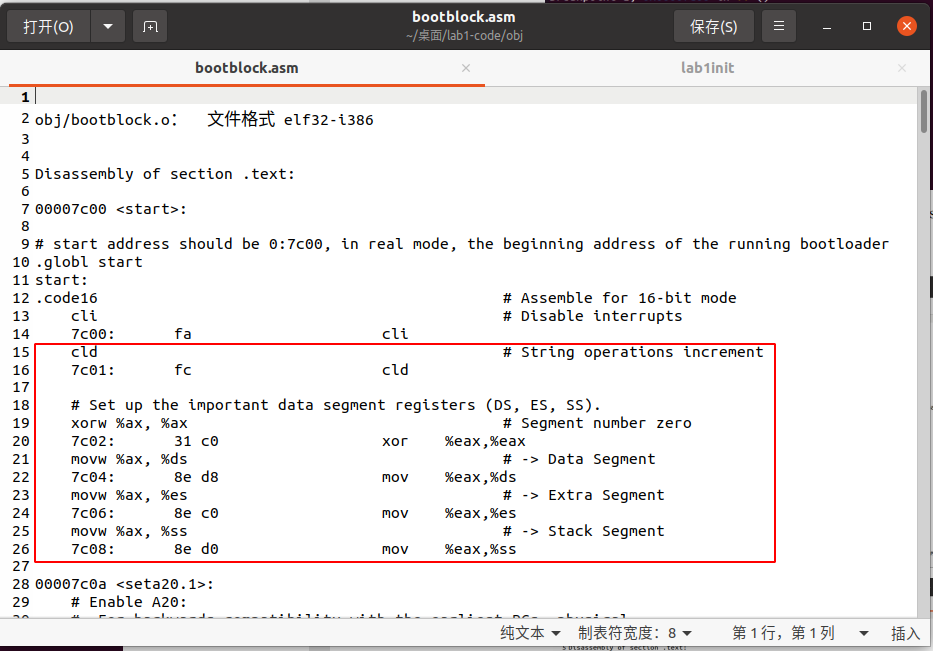 打开(O)
bootblock.asm
~/桌面/lab1-code/obj
保存(S)
bootblock.asm
lab1init
1
2 obj/bootblock.o： 文件格式 elf32-i386
3
4
5 Disassembly of section .text:
6
7 00007c00 <start>:
8
9 # start address should be 0:7c00, in real mode, the beginning address of the running bootloader
10 .globl start
11 start:
12 .code16 # Assemble for 16-bit mode
13 cli # Disable interrupts
14 7c00: fa cli
15 cld # String operations increment
16 7c01: fc cld
17
18 # Set up the important data segment registers (DS, ES, SS).
19 xorw %ax, %ax # Segment number zero
20 7c02: 31 c0 xor %eax,%eax
21 movw %ax, %ds # -> Data Segment
22 7c04: 8e d8 mov %eax,%ds
23 movw %ax, %es # -> Extra Segment
24 7c06: 8e c0 mov %eax,%es
25 movw %ax, %ss # -> Stack Segment
26 7c08: 8e d0 mov %eax,%ss
27
28 00007c0a <seta20.1>:
29 # Enable A20:
纯文本 制表符宽度：8 第 1 行，第 1 列 插入
5 Disassembly of section .text: